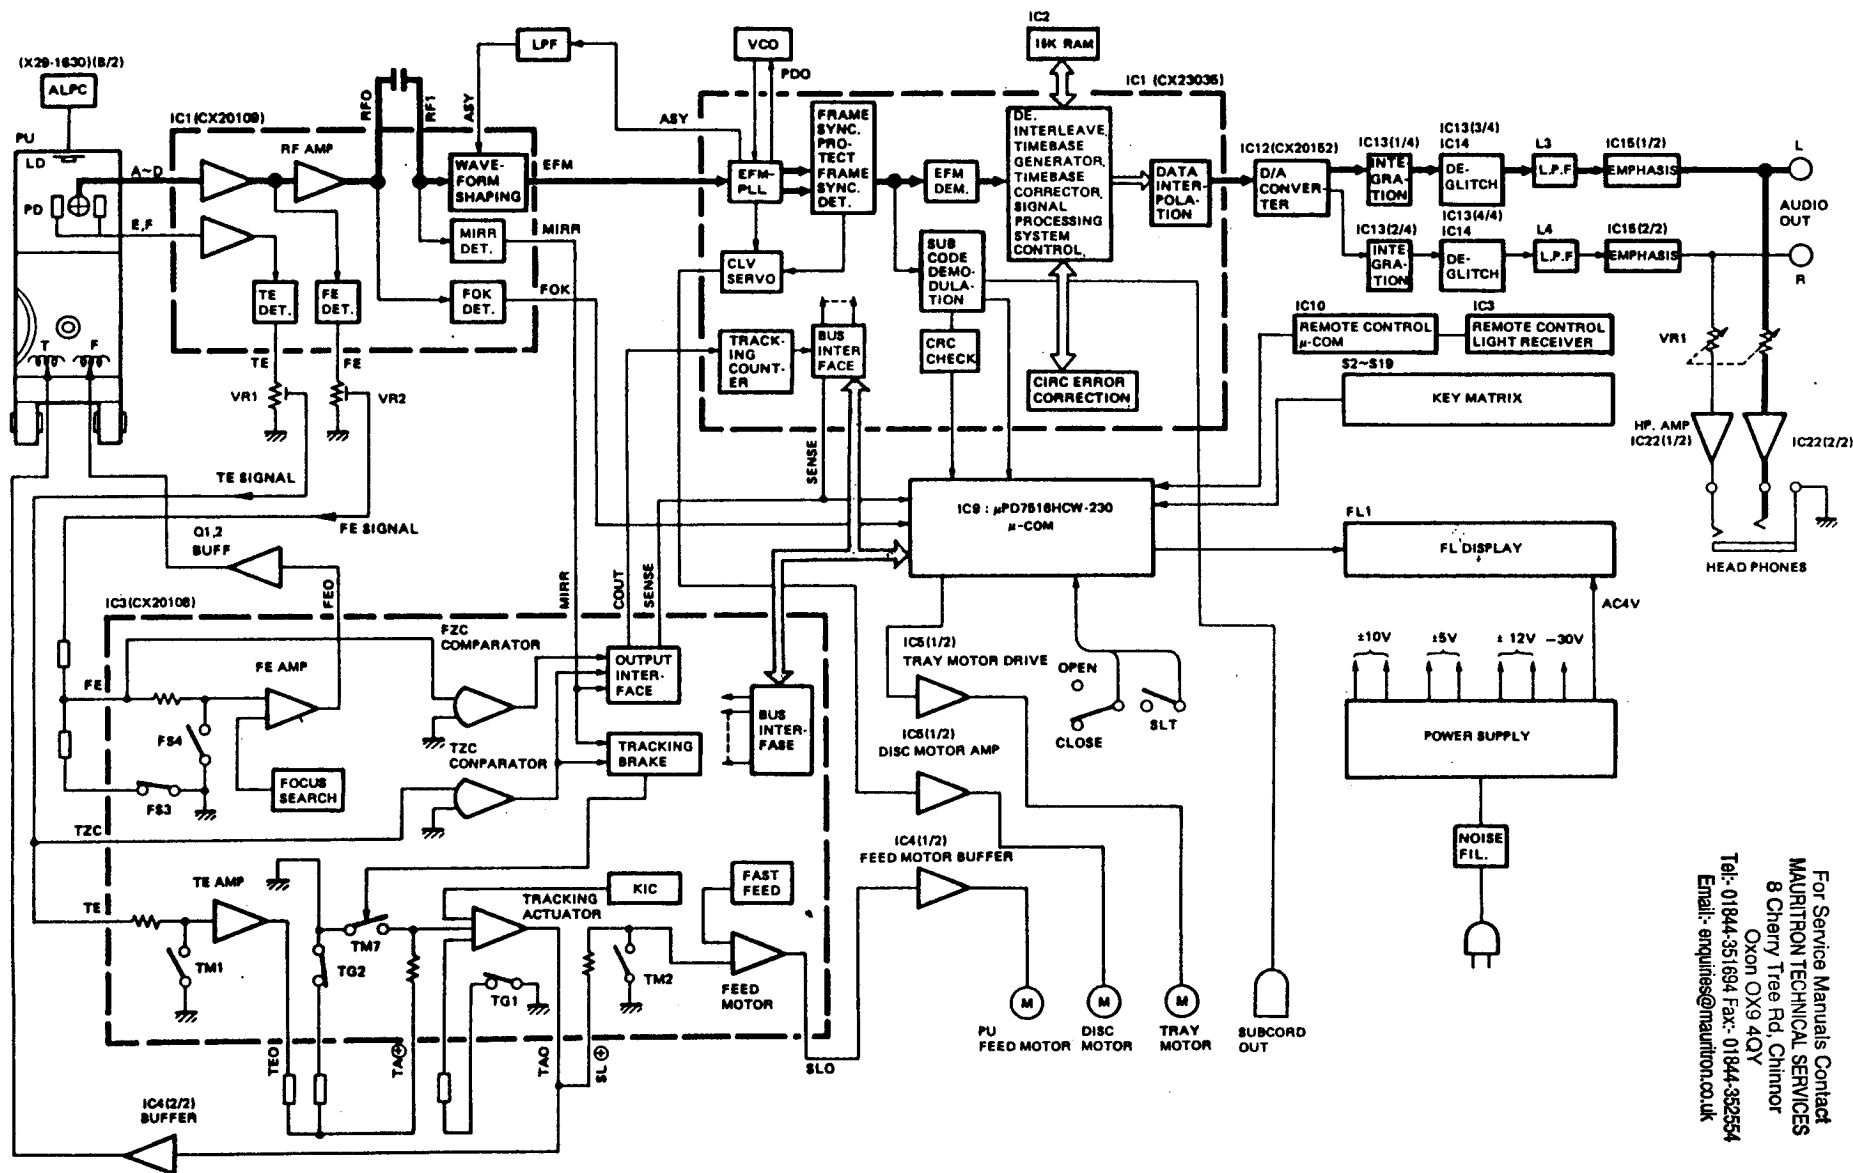 (X29-1630)(B/2)
ALPC
PU
LD
PD
A~D
E,F
T
F
IC1(CX20109)
RF AMP
RFO
RF1
ASY
LPF
WAVE-
FORM
SHAPING
EFM
MIRR
DET.
MIRR
FOK
DET.
FOK
TE
DET.
FE
DET.
TE
FE
VR1
VR2
TE SIGNAL
FE SIGNAL
Q1,2
BUFF
FEO
VCO
PDO
ASY
IC2
16K RAM
IC1 (CX23035)
EFM-
PLL
FRAME
SYNC.
PRO-
TECT
FRAME
SYNC.
DET.
EFM
DEM.
DE.
INTERLEAVE,
TIMEBASE
GENERATOR,
TIMEBASE
CORRECTOR,
SIGNAL
PROCESSING
SYSTEM
CONTROL,
DATA
INTER
POLA-
TION
CLV
SERVO
SUB
CODE
DEMO-
DULA-
TION
TRACK-
ING
COUNT-
ER
BUS
INTER
FACE
CRC
CHECK
CIRC ERROR
CORRECTION
SENSE
IC12(CX20152)
D/A
CONVER-
TER
IC13(1/4)
INTE
GRA-
TION
IC13(3/4)
IC14
DE-
GLITCH
L3
L.P.F
IC15(1/2)
EMPHASIS
L
AUDIO
OUT
R
IC13(2/4)
INTE
GRA-
TION
IC13(4/4)
IC14
DE-
GLITCH
L4
L.P.F
IC15(2/2)
EMPHASIS
IC10
REMOTE CONTROL
μ-COM
IC3
REMOTE CONTROL
LIGHT RECEIVER
S2~S19
KEY MATRIX
VR1
HP. AMP
IC22(1/2)
IC22(2/2)
HEAD PHONES
IC9 : μPD7516HCW-230
μ-COM
FL1
FL DISPLAY
AC4V
±10V
±5V
± 12V
-30V
POWER SUPPLY
NOISE
FIL.
IC3(CX20108)
MIRR
COUT
SENSE
FZC
COMPARATOR
FE AMP
FE
FS4
FS3
FOCUS
SEARCH
OUTPUT
INTER-
FACE
TZC
CONPARATOR
TRACKING
BRAKE
BUS
INTER-
FASE
TZC
TE AMP
TE
TM1
TG2
TM7
TRACKING
ACTUATOR
KIC
TG1
TM2
FAST
FEED
FEED
MOTOR
TEO
TA⊕
TAO
SL⊕
SLO
IC4(2/2)
BUFFER
IC5(1/2)
TRAY MOTOR DRIVE
OPEN
CLOSE
SLT
IC5(1/2)
DISC MOTOR AMP
IC4(1/2)
FEED MOTOR BUFFER
M
PU
FEED MOTOR
M
DISC
MOTOR
M
TRAY
MOTOR
SUBCORD
OUT
For Service Manuals Contact
MAURITRON TECHNICAL SERVICES
8 Cherry Tree Rd, Chinnor
Oxon OX9 4QY
Tel:- 01844-351694 Fax:- 01844-352554
Email:- enquiries@mauritron.co.uk